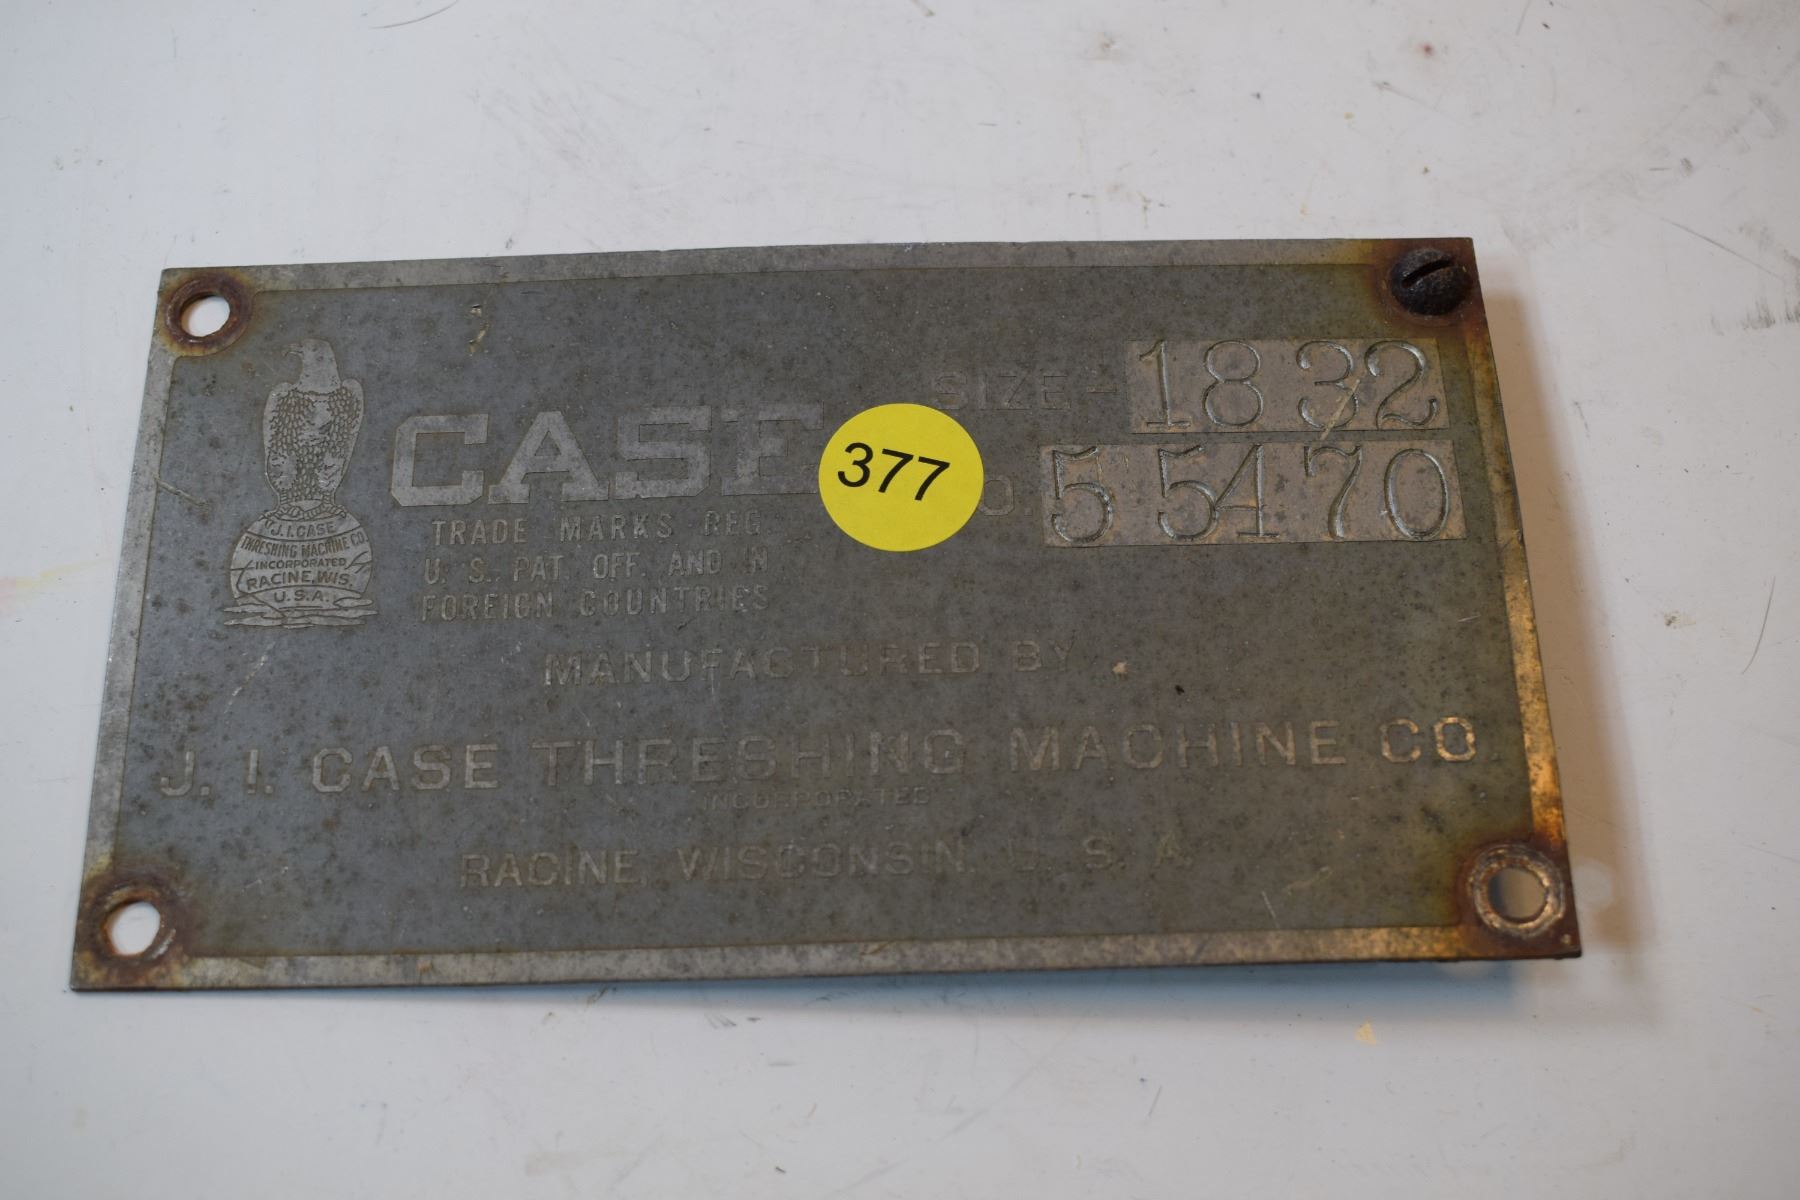 J.I. CASE
THRESHING MACHINE CO.
INCORPORATED
RACINE, WIS.
U.S.A.
CASE
TRADE MARKS REG.
U. S. PAT. OFF. AND IN
FOREIGN COUNTRIES
377
SIZE - 18 32
O. 5 5470
MANUFACTURED BY
J. I. CASE THRESHING MACHINE CO.
INCORPORATED
RACINE, WISCONSIN, U. S. A.